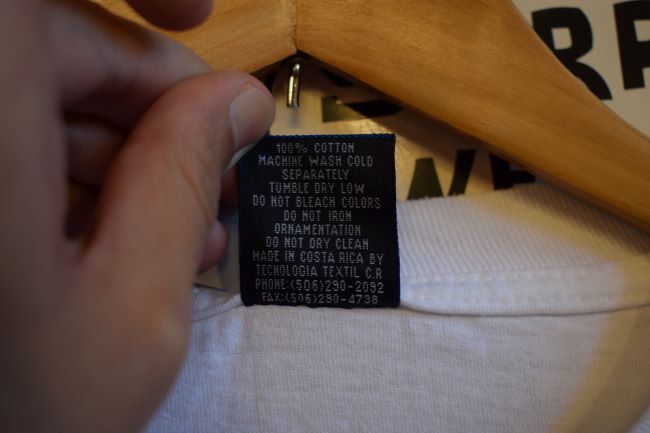 100% COTTON
MACHINE WASH COLD
SEPARATELY
TUMBLE DRY LOW
DO NOT BLEACH COLORS
DO NOT IRON
ORNAMENTATION
DO NOT DRY CLEAN
MADE IN COSTA RICA BY
TECHOLOGIA TEXTIL C.R
PHONE:(506)290-2092
FAX:(506)290-4738